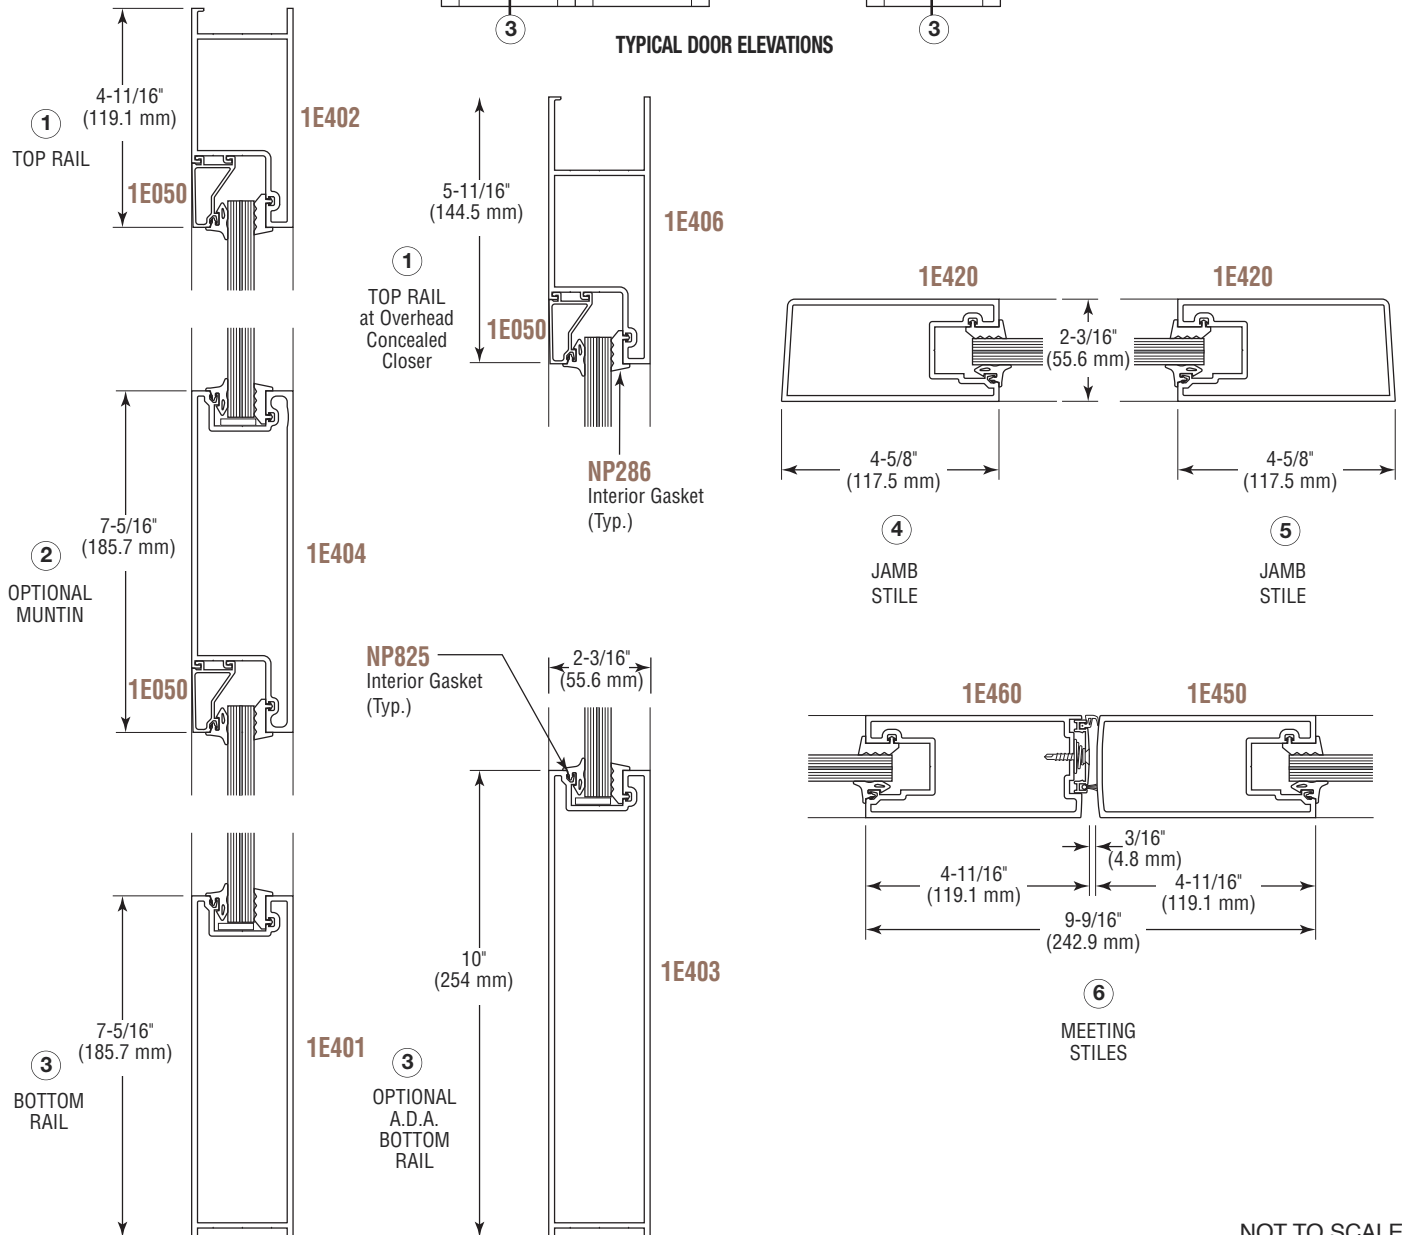 3
3
TYPICAL DOOR ELEVATIONS
4-11/16"
(119.1 mm)
1
TOP RAIL
1E402
1E050
5-11/16"
(144.5 mm)
1
TOP RAIL
at Overhead
Concealed
Closer
1E406
1E050
NP286
Interior Gasket
(Typ.)
1E420
1E420
2-3/16"
(55.6 mm)
4-5/8"
(117.5 mm)
4-5/8"
(117.5 mm)
4
JAMB
STILE
5
JAMB
STILE
7-5/16"
(185.7 mm)
2
OPTIONAL
MUNTIN
1E404
1E050
NP825
Interior Gasket
(Typ.)
2-3/16"
(55.6 mm)
1E460
1E450
3/16"
(4.8 mm)
4-11/16"
(119.1 mm)
4-11/16"
(119.1 mm)
9-9/16"
(242.9 mm)
6
MEETING
STILES
7-5/16"
(185.7 mm)
3
BOTTOM
RAIL
1E401
10"
(254 mm)
3
OPTIONAL
A.D.A.
BOTTOM
RAIL
1E403
NOT TO SCALE